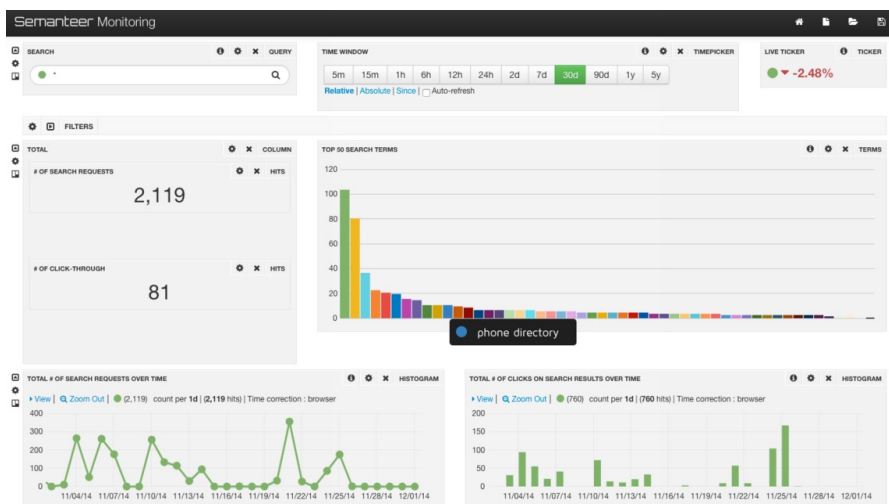 Semanteer Monitoring
SEARCH QUERY
*
TIME WINDOW TIMEPICKER
5m 15m 1h 6h 12h 24h 2d 7d 30d 90d 1y 5y
Relative | Absolute | Since | Auto-refresh
LIVE TICKER TICKER
-2.48%
FILTERS
TOTAL COLUMN
# OF SEARCH REQUESTS HITS
2,119
# OF CLICK-THROUGH HITS
81
TOP 50 SEARCH TERMS TERMS
120
100
80
60
40
20
0
phone directory
TOTAL # OF SEARCH REQUESTS OVER TIME HISTOGRAM
View | Zoom Out | (2,119) count per 1d | (2,119 hits) | Time correction : browser
400
300
200
100
0
11/04/14 11/07/14 11/10/14 11/13/14 11/16/14 11/19/14 11/22/14 11/25/14 11/28/14 12/01/14
TOTAL # OF CLICKS ON SEARCH RESULTS OVER TIME HISTOGRAM
View | Zoom Out | (760) count per 1d | (760 hits) | Time correction : browser
200
150
100
50
0
11/04/14 11/07/14 11/10/14 11/13/14 11/16/14 11/19/14 11/22/14 11/25/14 11/28/14 12/01/14